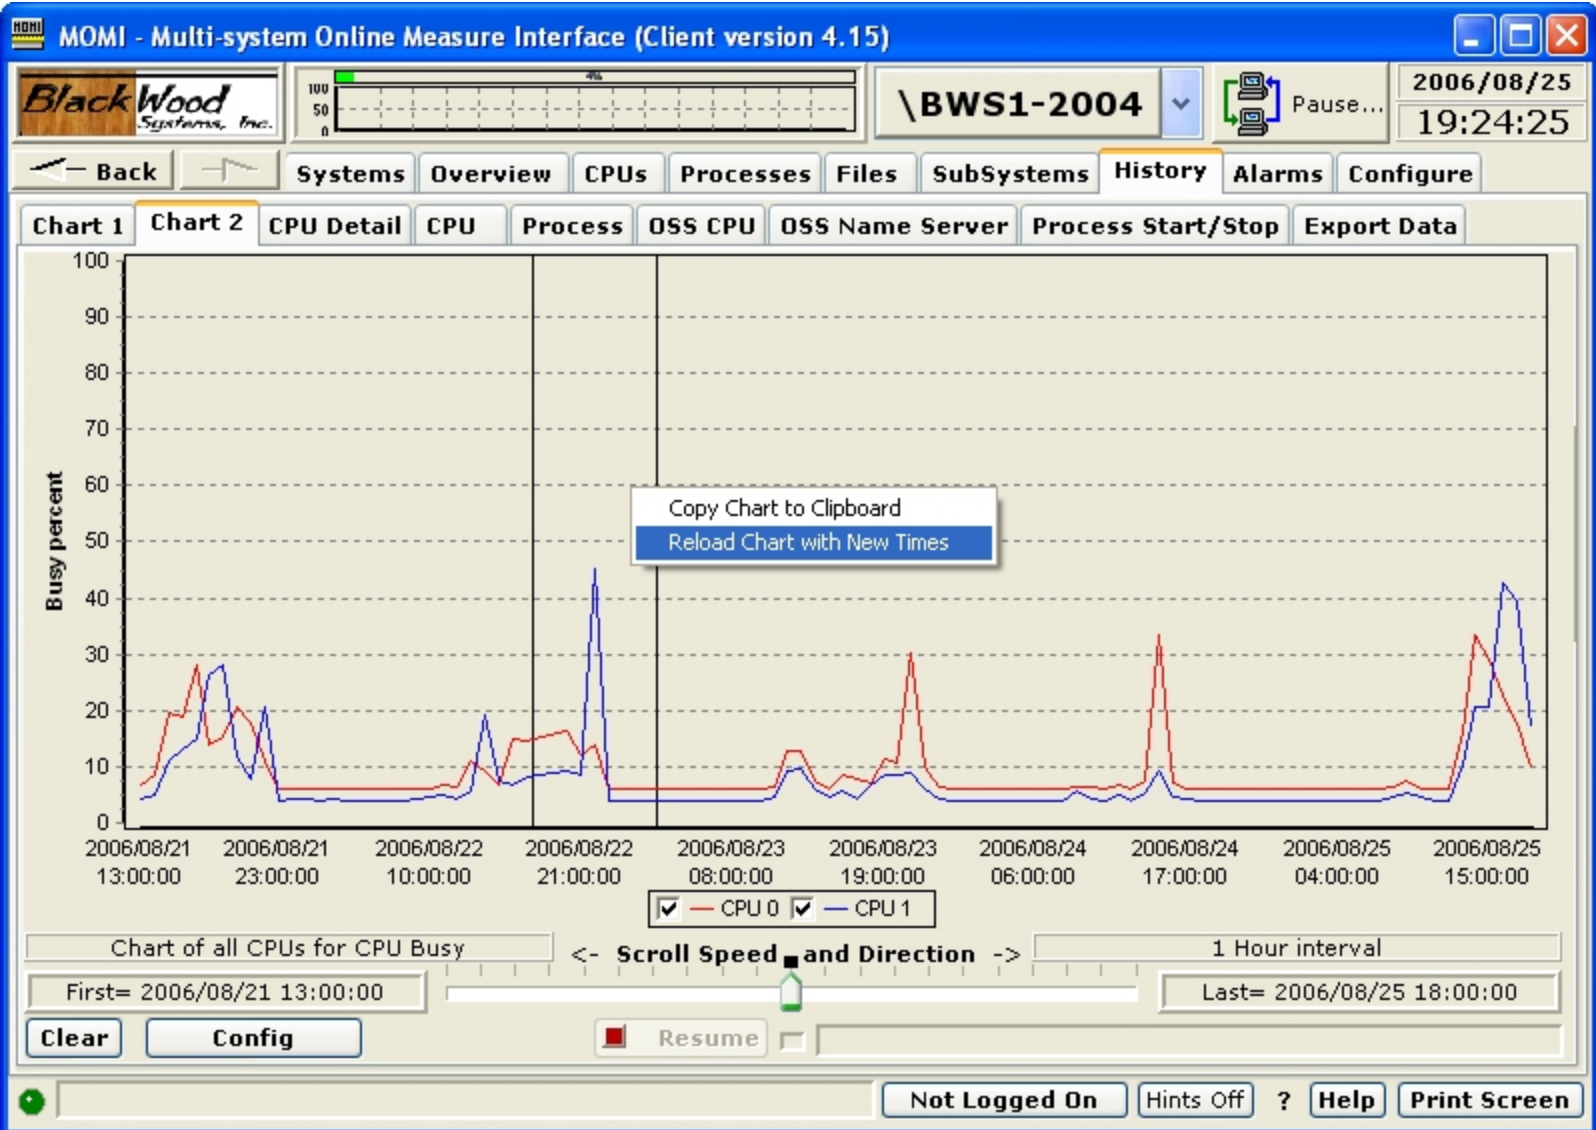 MOMI
MOMI - Multi-system Online Measure Interface (Client version 4.15)
BlackWood
Systems, Inc.
4%
100
50
0
\BWS1-2004
Pause...
2006/08/25
19:24:25
Back
Systems Overview CPUs Processes Files SubSystems History Alarms Configure
Chart 1 Chart 2 CPU Detail CPU Process OSS CPU OSS Name Server Process Start/Stop Export Data
100
90
80
70
60
50
40
30
20
10
0
Busy percent
Copy Chart to Clipboard
Reload Chart with New Times
2006/08/21 2006/08/21 2006/08/22 2006/08/22 2006/08/23 2006/08/23 2006/08/24 2006/08/24 2006/08/25 2006/08/25
13:00:00 23:00:00 10:00:00 21:00:00 08:00:00 19:00:00 06:00:00 17:00:00 04:00:00 15:00:00
CPU 0 CPU 1
Chart of all CPUs for CPU Busy <- Scroll Speed and Direction -> 1 Hour interval
First= 2006/08/21 13:00:00 Last= 2006/08/25 18:00:00
Clear Config Resume
Not Logged On Hints Off ? Help Print Screen